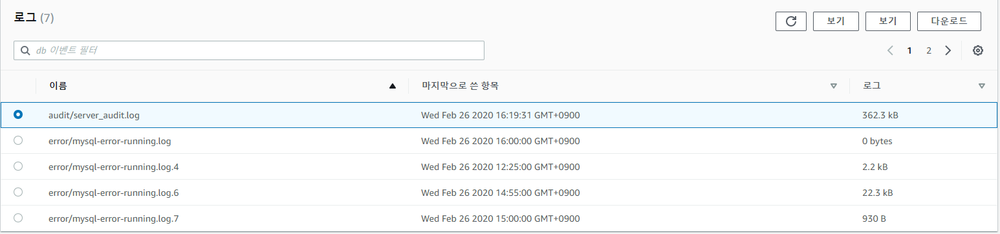 로그 (7)
보기 보기 다운로드
db 이벤트 필터
1 2
이름 마지막으로 쓴 항목 로그
audit/server_audit.log Wed Feb 26 2020 16:19:31 GMT+0900 362.3 kB
error/mysql-error-running.log Wed Feb 26 2020 16:00:00 GMT+0900 0 bytes
error/mysql-error-running.log.4 Wed Feb 26 2020 12:25:00 GMT+0900 2.2 kB
error/mysql-error-running.log.6 Wed Feb 26 2020 14:55:00 GMT+0900 22.3 kB
error/mysql-error-running.log.7 Wed Feb 26 2020 15:00:00 GMT+0900 930 B